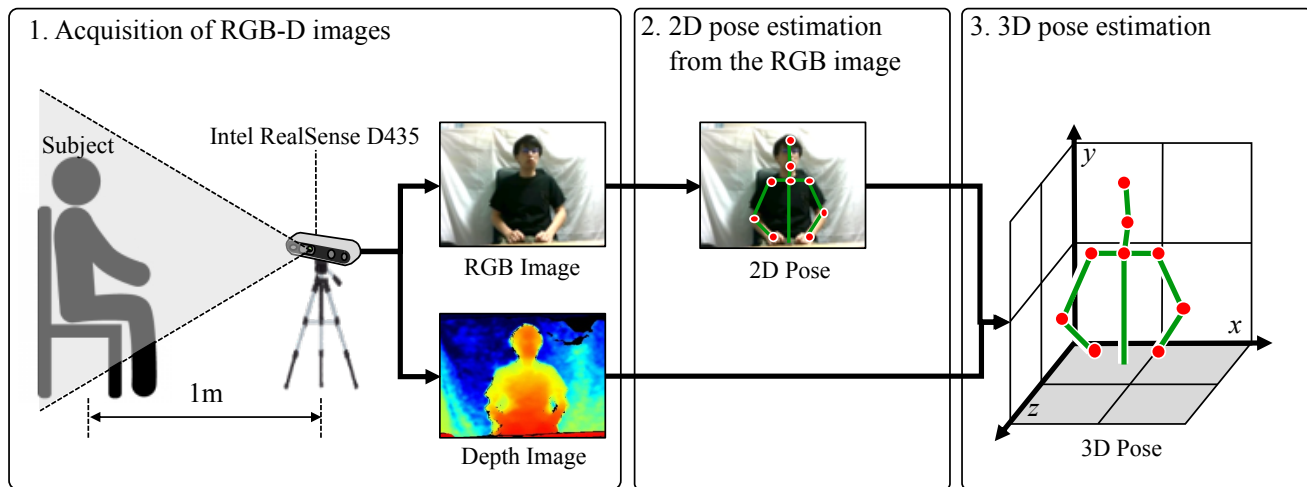 1. Acquisition of RGB-D images
Subject
Intel RealSense D435
RGB Image
Depth Image
1m
2. 2D pose estimation
from the RGB image
2D Pose
3. 3D pose estimation
y
x
z
3D Pose